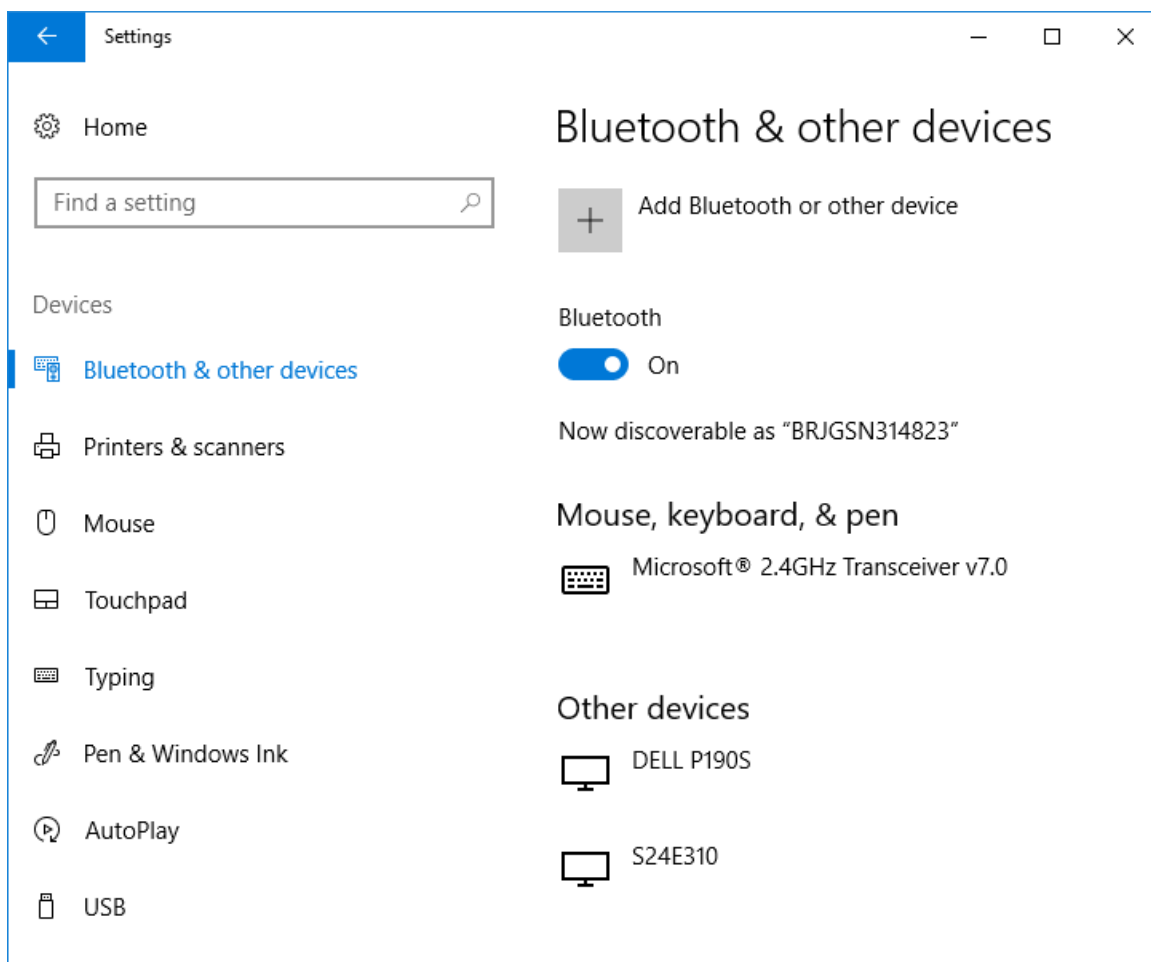 Settings
Home
Find a setting
Devices
Bluetooth & other devices
Printers & scanners
Mouse
Touchpad
Typing
Pen & Windows Ink
AutoPlay
USB
Bluetooth & other devices
Add Bluetooth or other device
Bluetooth
On
Now discoverable as “BRJGSN314823”
Mouse, keyboard, & pen
Microsoft® 2.4GHz Transceiver v7.0
Other devices
DELL P190S
S24E310